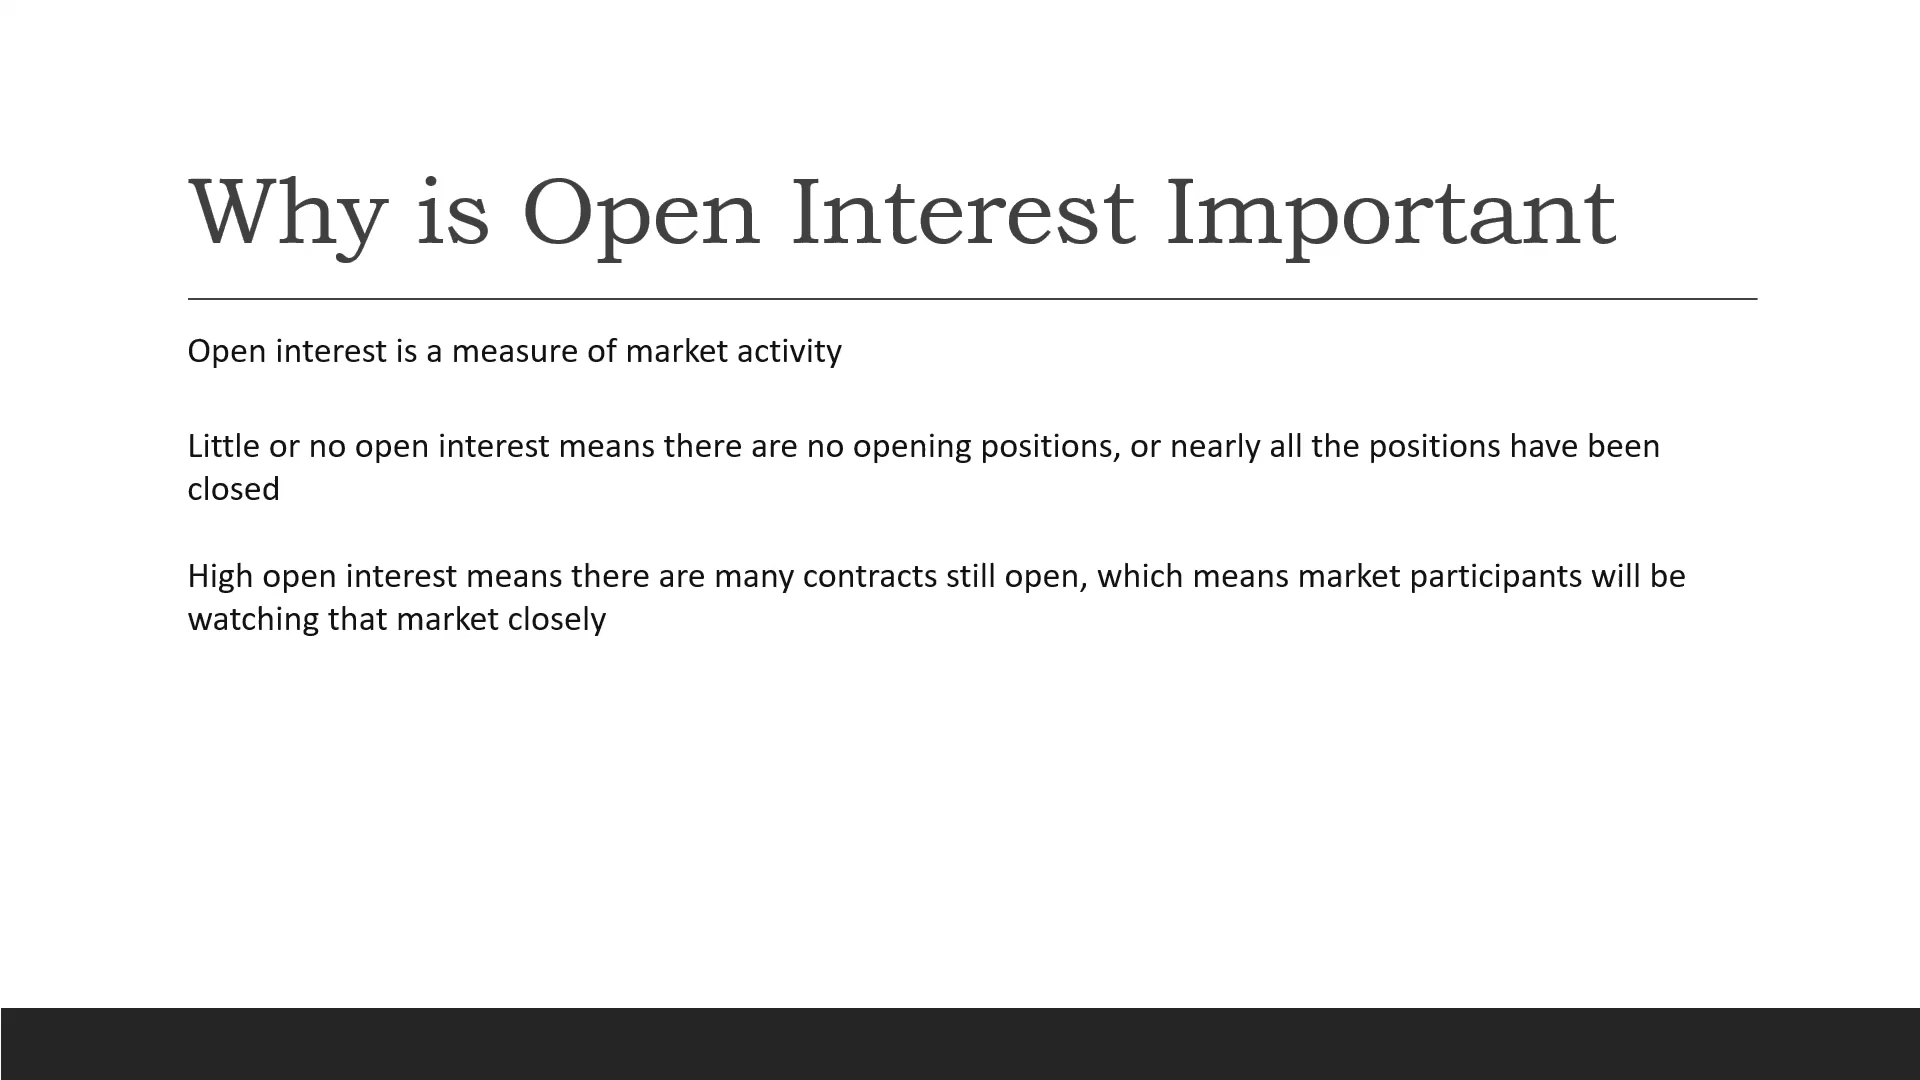 Why is Open Interest Important
Open interest is a measure of market activity
Little or no open interest means there are no opening positions, or nearly all the positions have been
closed
High open interest means there are many contracts still open, which means market participants will be
watching that market closely